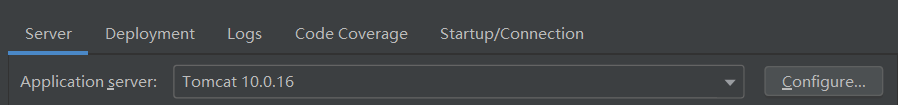 Server Deployment Logs Code Coverage Startup/Connection
Application server: Tomcat 10.0.16 Configure...